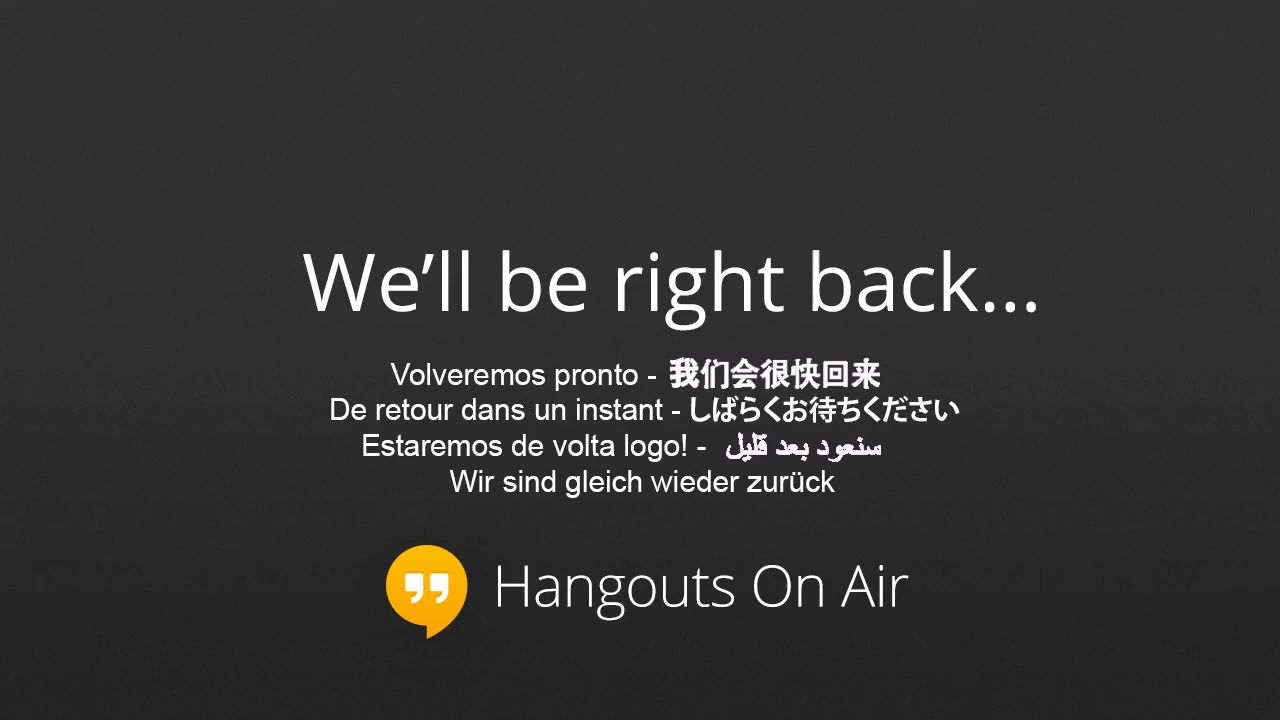 We’ll be right back...
Volveremos pronto - 我们会很快回来
De retour dans un instant - しばらくお待ちください
Estaremos de volta logo! - سنعود بعد قليل
Wir sind gleich wieder zurück
Hangouts On Air